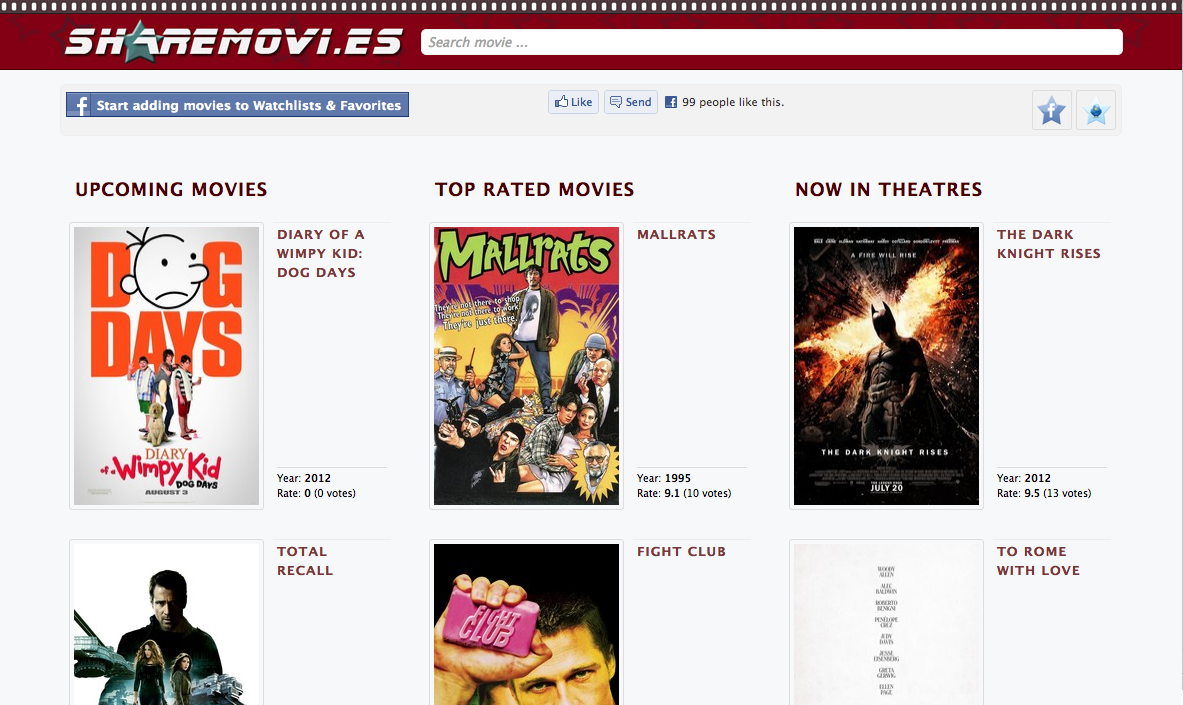 SHAREMOVI.ES
Search movie ...
Start adding movies to Watchlists & Favorites
Like
Send
99 people like this.
UPCOMING MOVIES
DOG
DAYS
DIARY
of a Wimpy Kid
DOG DAYS
AUGUST 3
DIARY OF A
WIMPY KID:
DOG DAYS
Year: 2012
Rate: 0 (0 votes)
TOTAL
RECALL
TOP RATED MOVIES
MALLRATS
They're not there to shop.
They're not there to work.
They're just there.
MALLRATS
Year: 1995
Rate: 9.1 (10 votes)
FIGHT
CLUB
FIGHT CLUB
NOW IN THEATRES
A FIRE WILL RISE
THE DARK KNIGHT RISES
JULY 20
THE DARK
KNIGHT RISES
Year: 2012
Rate: 9.5 (13 votes)
WOODY
ALLEN
ALEC
BALDWIN
ROBERTO
BENIGNI
PENÉLOPE
CRUZ
JUDY
DAVIS
JESSE
EISENBERG
GRETA
GERWIG
ELLEN
PAGE
TO ROME
WITH LOVE